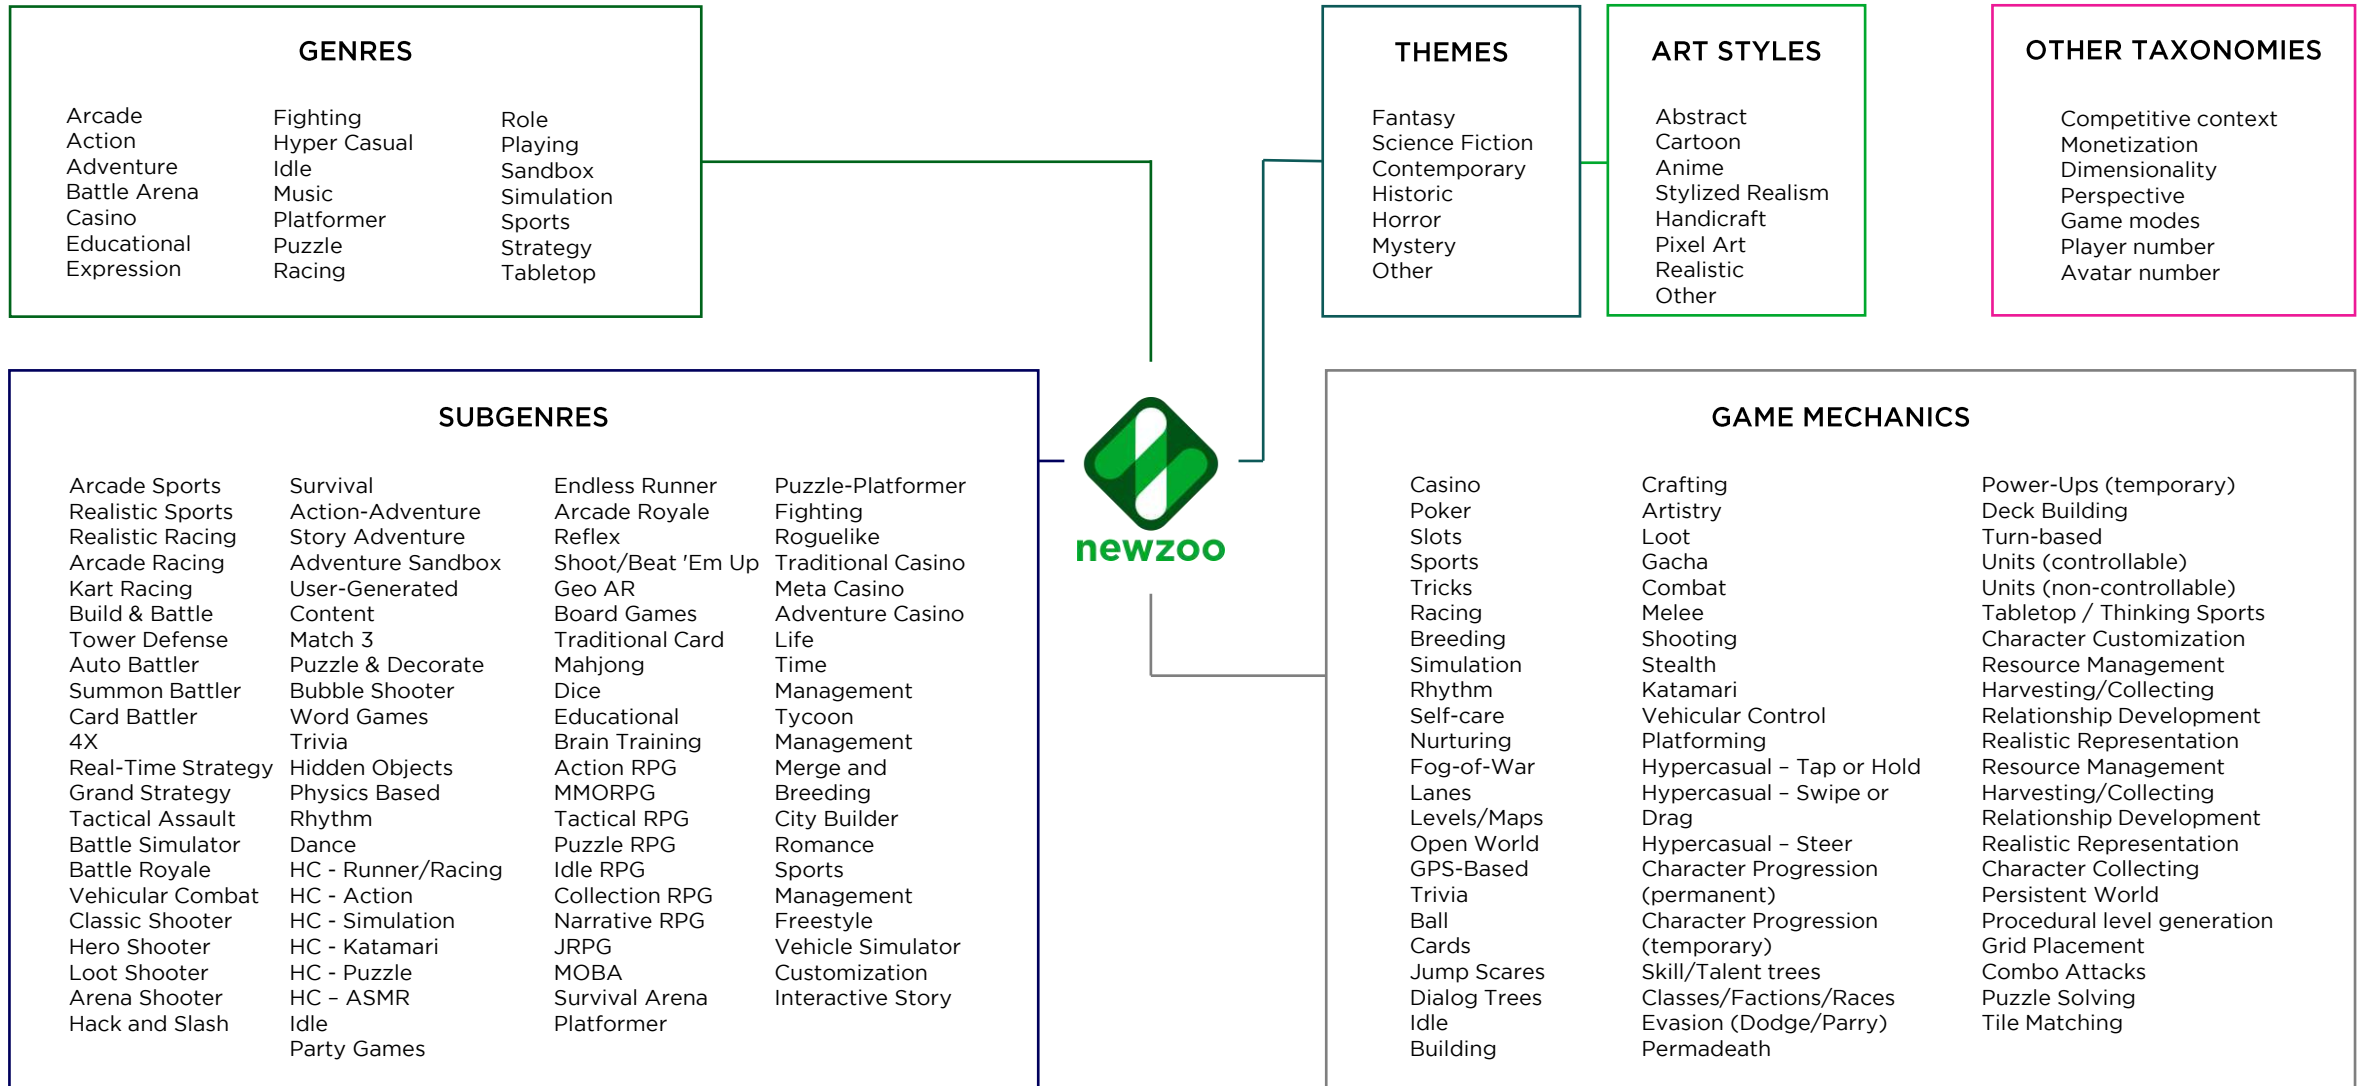 GENRES
Arcade
Action
Adventure
Battle Arena
Casino
Educational
Expression
Fighting
Hyper Casual
Idle
Music
Platformer
Puzzle
Racing
Role
Playing
Sandbox
Simulation
Sports
Strategy
Tabletop
THEMES
Fantasy
Science Fiction
Contemporary
Historic
Horror
Mystery
Other
ART STYLES
Abstract
Cartoon
Anime
Stylized Realism
Handicraft
Pixel Art
Realistic
Other
OTHER TAXONOMIES
Competitive context
Monetization
Dimensionality
Perspective
Game modes
Player number
Avatar number
SUBGENRES
Arcade Sports
Realistic Sports
Realistic Racing
Arcade Racing
Kart Racing
Build & Battle
Tower Defense
Auto Battler
Summon Battler
Card Battler
4X
Real-Time Strategy
Grand Strategy
Tactical Assault
Battle Simulator
Battle Royale
Vehicular Combat
Classic Shooter
Hero Shooter
Loot Shooter
Arena Shooter
Hack and Slash
Survival
Action-Adventure
Story Adventure
Adventure Sandbox
User-Generated
Content
Match 3
Puzzle & Decorate
Bubble Shooter
Word Games
Trivia
Hidden Objects
Physics Based
Rhythm
Dance
HC - Runner/Racing
HC - Action
HC - Simulation
HC - Katamari
HC - Puzzle
HC – ASMR
Idle
Party Games
Endless Runner
Arcade Royale
Reflex
Shoot/Beat 'Em Up
Geo AR
Board Games
Traditional Card
Mahjong
Dice
Educational
Brain Training
Action RPG
MMORPG
Tactical RPG
Puzzle RPG
Idle RPG
Collection RPG
Narrative RPG
JRPG
MOBA
Survival Arena
Platformer
Puzzle-Platformer
Fighting
Roguelike
Traditional Casino
Meta Casino
Adventure Casino
Life
Time
Management
Tycoon
Management
Merge and
Breeding
City Builder
Romance
Sports
Management
Freestyle
Vehicle Simulator
Customization
Interactive Story
newzoo
GAME MECHANICS
Casino
Poker
Slots
Sports
Tricks
Racing
Breeding
Simulation
Rhythm
Self-care
Nurturing
Fog-of-War
Lanes
Levels/Maps
Open World
GPS-Based
Trivia
Ball
Cards
Jump Scares
Dialog Trees
Idle
Building
Crafting
Artistry
Loot
Gacha
Combat
Melee
Shooting
Stealth
Katamari
Vehicular Control
Platforming
Hypercasual – Tap or Hold
Hypercasual – Swipe or
Drag
Hypercasual – Steer
Character Progression
(permanent)
Character Progression
(temporary)
Skill/Talent trees
Classes/Factions/Races
Evasion (Dodge/Parry)
Permadeath
Power-Ups (temporary)
Deck Building
Turn-based
Units (controllable)
Units (non-controllable)
Tabletop / Thinking Sports
Character Customization
Resource Management
Harvesting/Collecting
Relationship Development
Realistic Representation
Resource Management
Harvesting/Collecting
Relationship Development
Realistic Representation
Character Collecting
Persistent World
Procedural level generation
Grid Placement
Combo Attacks
Puzzle Solving
Tile Matching